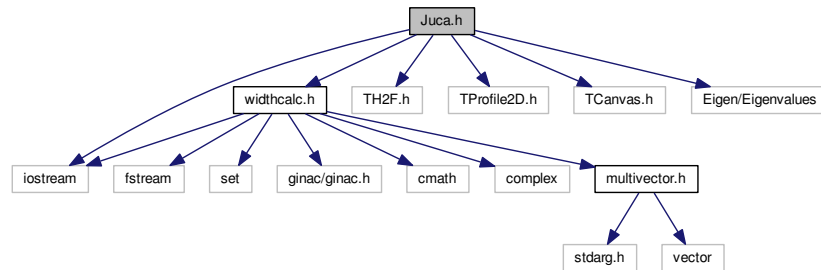 Juca.h
widthcalc.h
TH2F.h
TProfile2D.h
TCanvas.h
Eigen/Eigenvalues
iostream
fstream
set
ginac/ginac.h
cmath
complex
multivector.h
stdarg.h
vector